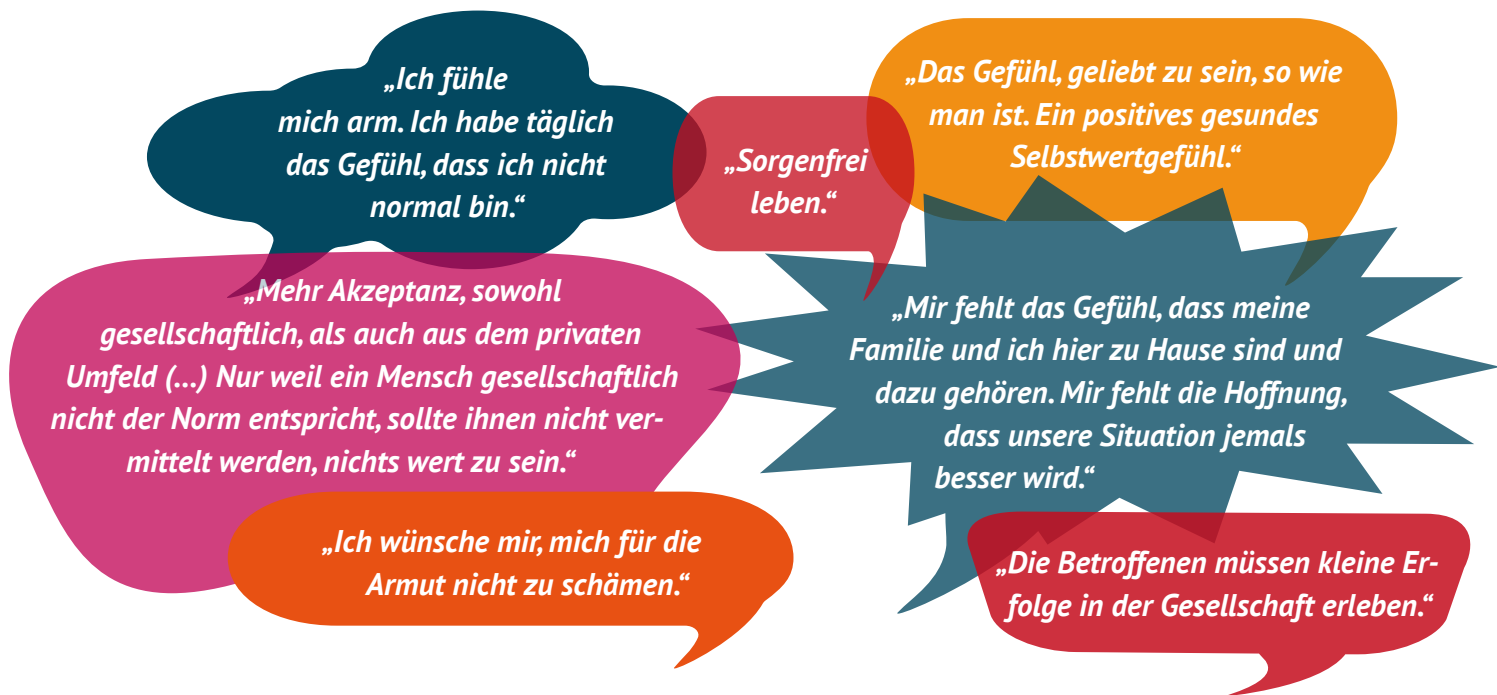 „Ich fühle
mich arm. Ich habe täglich
das Gefühl, dass ich nicht
normal bin.“
„Sorgenfrei
leben.“
„Das Gefühl, geliebt zu sein, so wie
man ist. Ein positives gesundes
Selbstwertgefühl.“
„Mehr Akzeptanz, sowohl
gesellschaftlich, als auch aus dem privaten
Umfeld (...) Nur weil ein Mensch gesellschaftlich
nicht der Norm entspricht, sollte ihnen nicht ver-
mittelt werden, nichts wert zu sein.“
„Mir fehlt das Gefühl, dass meine
Familie und ich hier zu Hause sind und
dazu gehören. Mir fehlt die Hoffnung,
dass unsere Situation jemals
besser wird.“
„Ich wünsche mir, mich für die
Armut nicht zu schämen.“
„Die Betroffenen müssen kleine Er-
folge in der Gesellschaft erleben.“